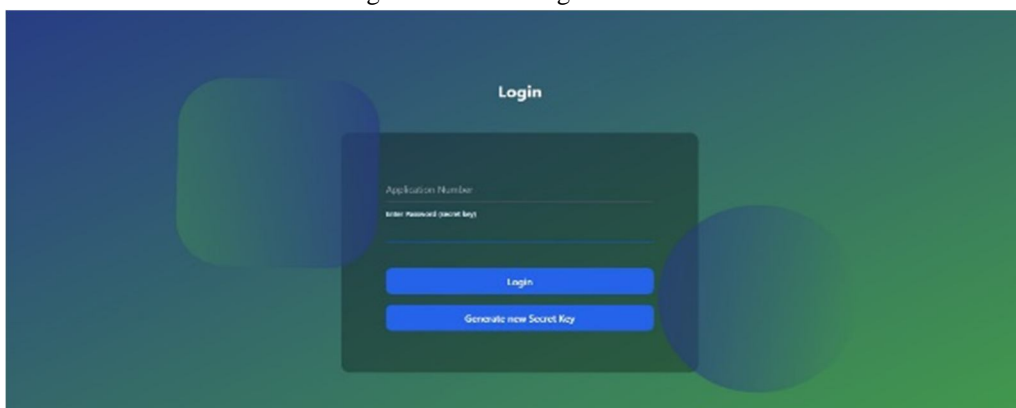 Login
Application Number
Enter Password (secret key)
Login
Generate new Secret Key